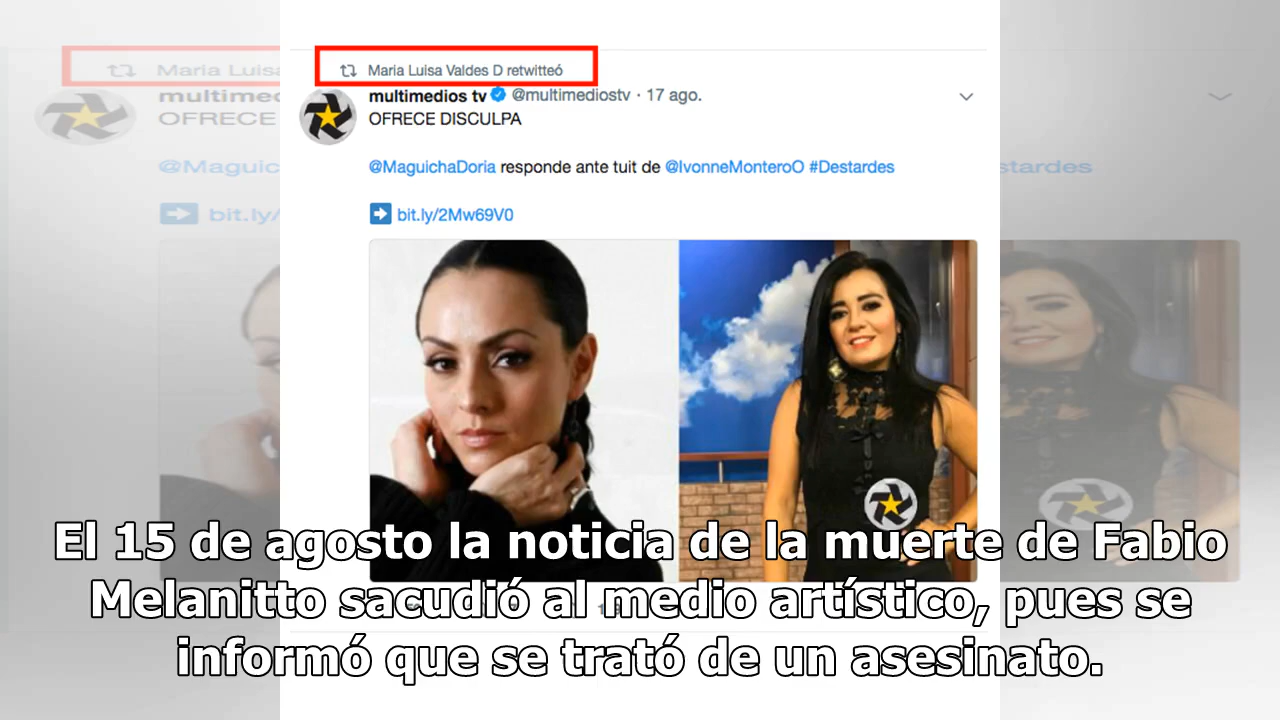 Maria Luisa Valdes D retwitteó
multimedios tv @multimediostv · 17 ago.
OFRECE DISCULPA
@MaguichaDoria responde ante tuit de @IvonneMonteroO #Destardes
bit.ly/2Mw69V0
El 15 de agosto la noticia de la muerte de Fabio
Melanitto sacudió al medio artístico, pues se
informó que se trató de un asesinato.